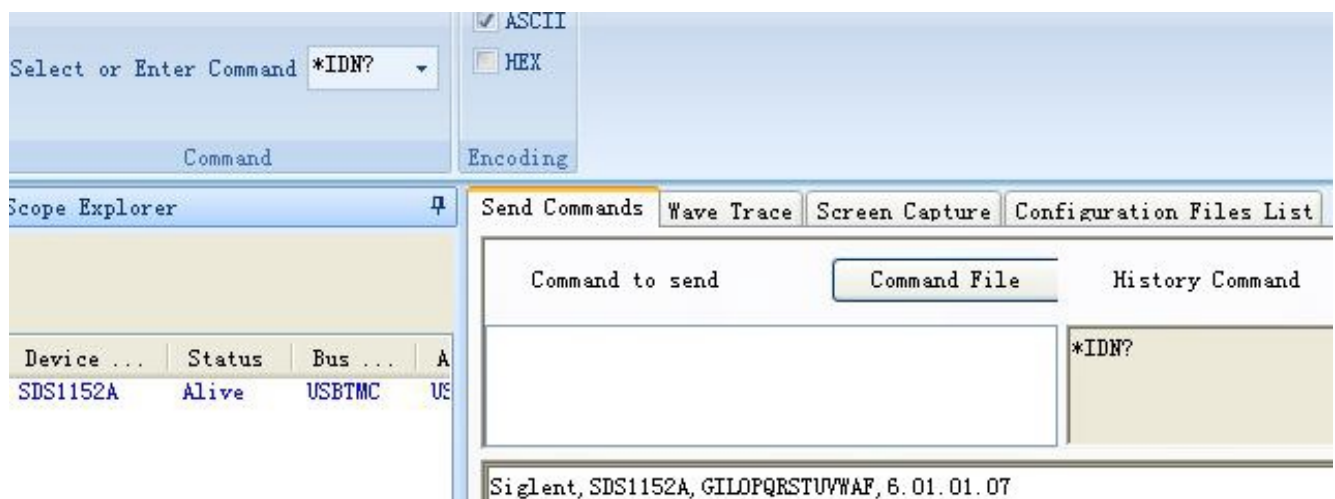 ASCII
Select or Enter Command *IDN?
HEX
Command
Encoding
Scope Explorer
Send Commands Wave Trace Screen Capture Configuration Files List
Command to send Command File History Command
Device ... Status Bus ... A
*IDN?
SDS1152A Alive USBTMC US
Siglent,SDS1152A,GILOPQRSTUVWAF,6.01.01.07